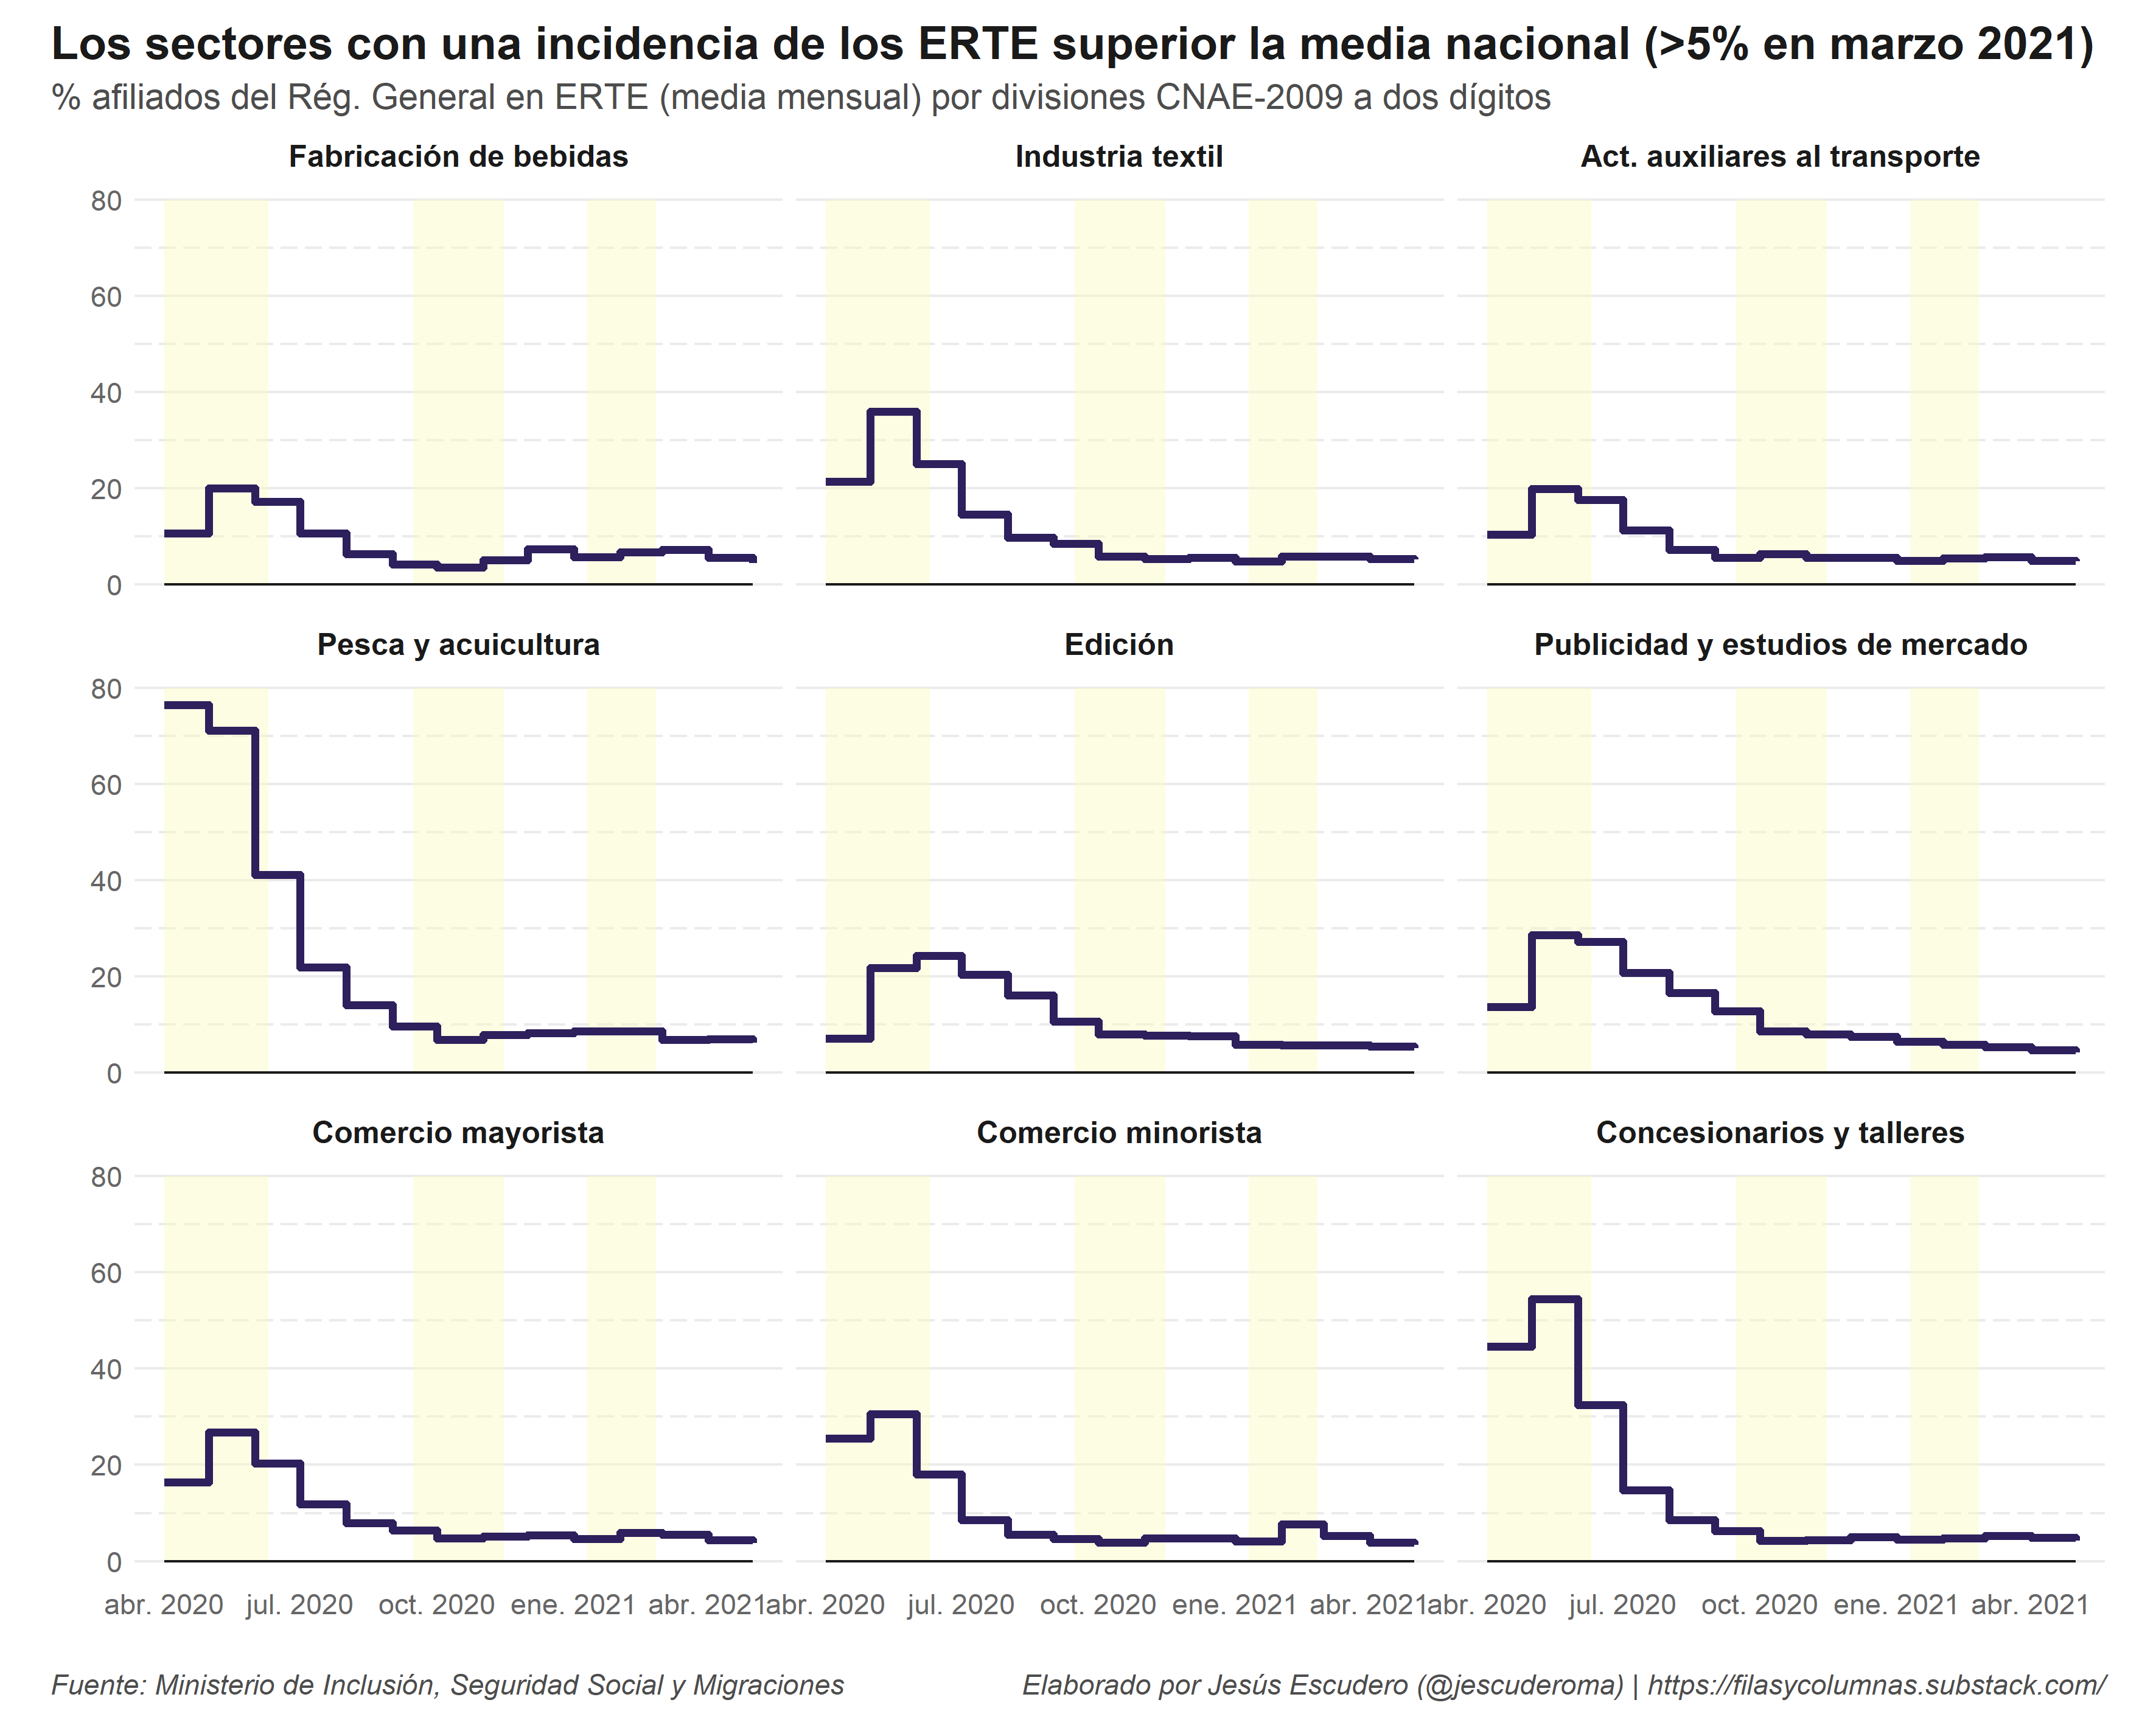 Los sectores con una incidencia de los ERTE superior la media nacional (>5% en marzo 2021)
% afiliados del Rég. General en ERTE (media mensual) por divisiones CNAE-2009 a dos dígitos
Fabricación de bebidas Industria textil Act. auxiliares al transporte
80
60
40
20
0
Pesca y acuicultura Edición Publicidad y estudios de mercado
80
60
40
20
0
Comercio mayorista Comercio minorista Concesionarios y talleres
80
60
40
20
0
abr. 2020 jul. 2020 oct. 2020 ene. 2021 abr. 2021 abr. 2020 jul. 2020 oct. 2020 ene. 2021 abr. 2021 abr. 2020 jul. 2020 oct. 2020 ene. 2021 abr. 2021
Fuente: Ministerio de Inclusión, Seguridad Social y Migraciones Elaborado por Jesús Escudero (@jescuderoma) | https://filasycolumnas.substack.com/